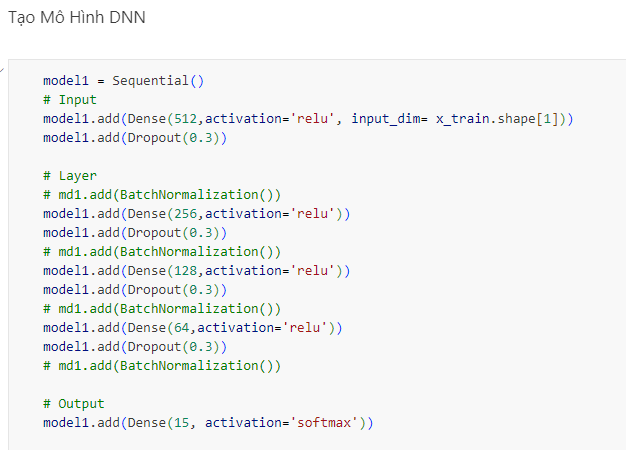 Tạo Mô Hình DNN
model1 = Sequential()
# Input
model1.add(Dense(512,activation='relu', input_dim= x_train.shape[1]))
model1.add(Dropout(0.3))
# Layer
# md1.add(BatchNormalization())
model1.add(Dense(256,activation='relu'))
model1.add(Dropout(0.3))
# md1.add(BatchNormalization())
model1.add(Dense(128,activation='relu'))
model1.add(Dropout(0.3))
# md1.add(BatchNormalization())
model1.add(Dense(64,activation='relu'))
model1.add(Dropout(0.3))
# md1.add(BatchNormalization())
# Output
model1.add(Dense(15, activation='softmax'))